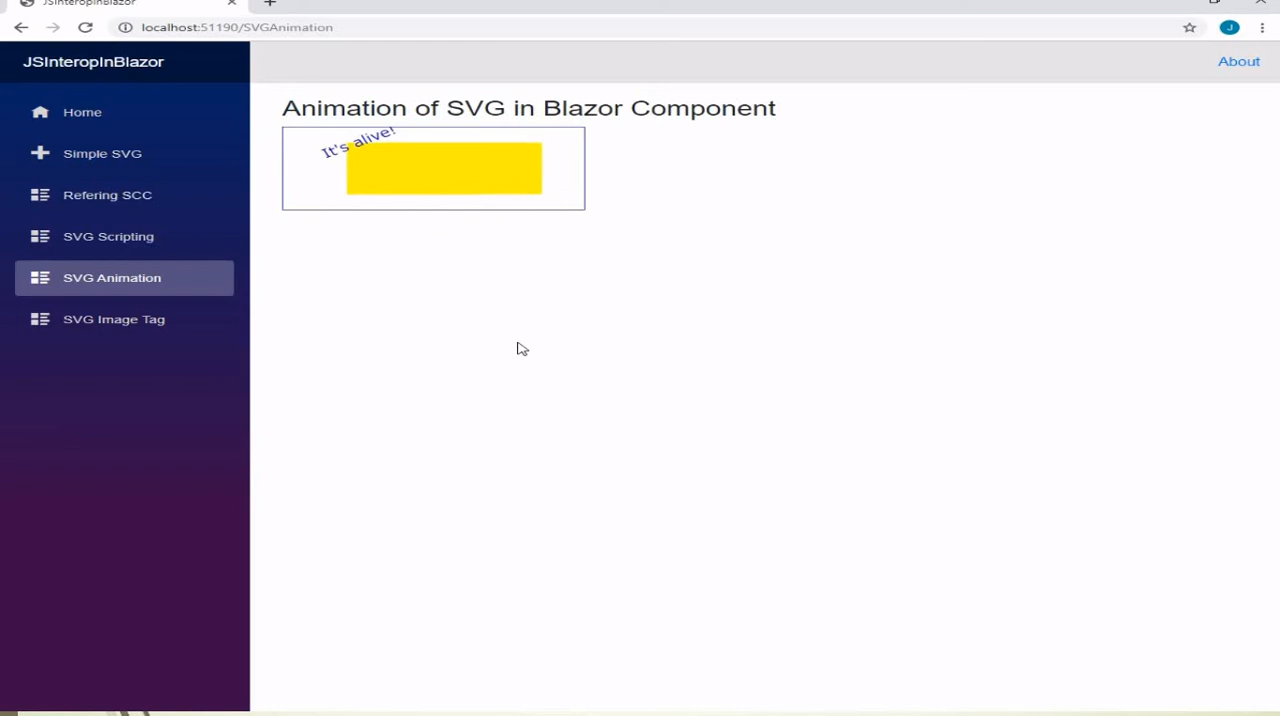 JSInteropInBlazor
localhost:51190/SVGAnimation
J
JSInteropInBlazor
About
Home
Simple SVG
Refering SCC
SVG Scripting
SVG Animation
SVG Image Tag
Animation of SVG in Blazor Component
It's alive!